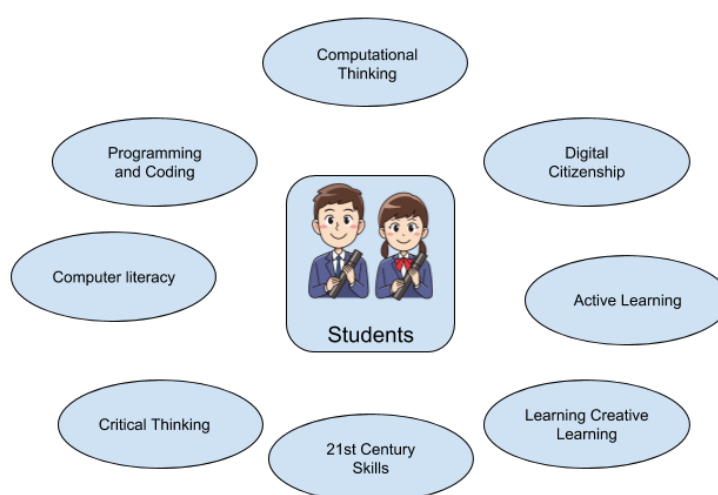 Computational
Thinking
Programming
and Coding
Digital
Citizenship
Computer literacy
Active Learning
Students
Critical Thinking
Learning Creative
Learning
21st Century
Skills